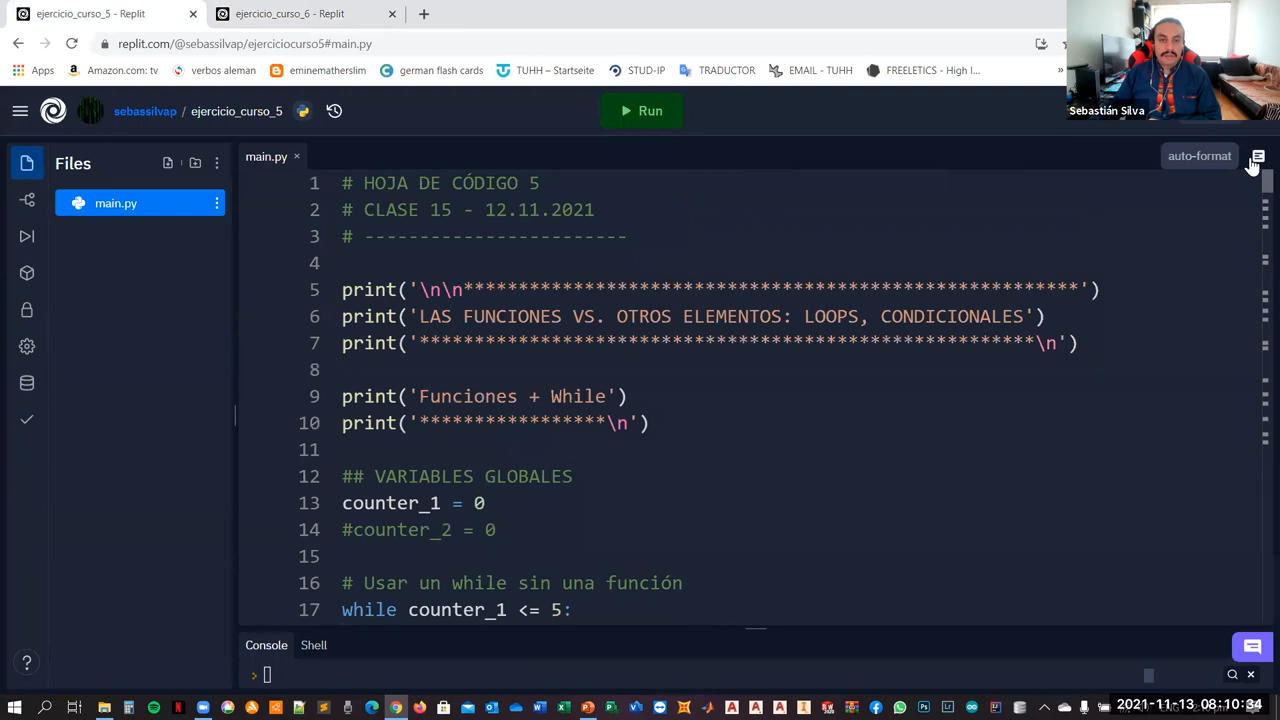 ejercicio_curso_5 - Replit
ejercicio_curso_6 - Replit
replit.com/@sebassilvap/ejerciciocurso5#main.py
Apps
Amazon.com: tv
verbos aleman
eminematherslim
german flash cards
TUHH – Startseite
STUD-IP
TRADUCTOR
EMAIL - TUHH
FREELETICS - High I...
»
Sebastián Silva
sebassilvap / ejercicio_curso_5
Run
Files
main.py
main.py
auto-format
1 # HOJA DE CÓDIGO 5
2 # CLASE 15 - 12.11.2021
3 # ------------------------
4
5 print('\n\n********************************************************')
6 print('LAS FUNCIONES VS. OTROS ELEMENTOS: LOOPS, CONDICIONALES')
7 print('********************************************************\n')
8
9 print('Funciones + While')
10 print('*****************\n')
11
12 ## VARIABLES GLOBALES
13 counter_1 = 0
14 #counter_2 = 0
15
16 # Usar un while sin una función
17 while counter_1 <= 5:
Console
Shell
2021-11-13 08:10:34